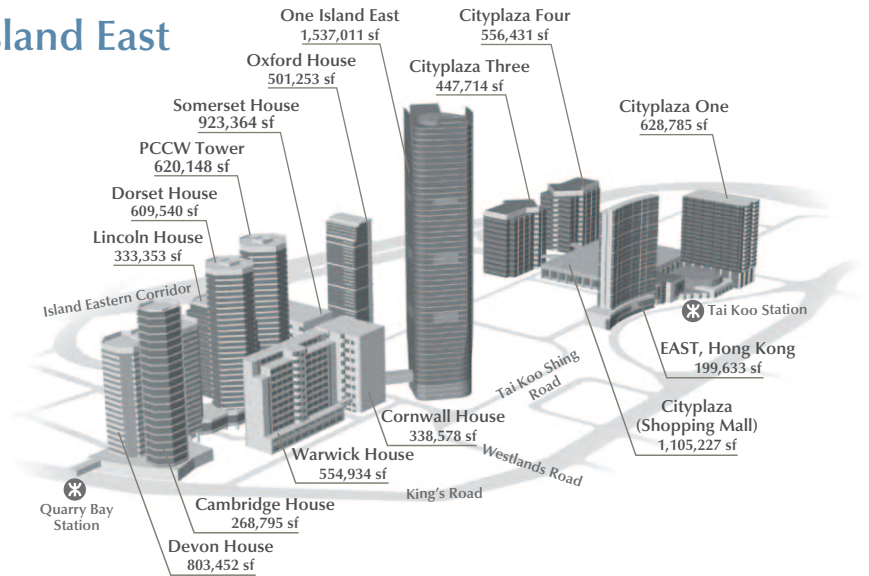 sland East
One Island East
1,537,011 sf
Cityplaza Four
556,431 sf
Oxford House
501,253 sf
Cityplaza Three
447,714 sf
Somerset House
923,364 sf
Cityplaza One
628,785 sf
PCCW Tower
620,148 sf
Dorset House
609,540 sf
Lincoln House
333,353 sf
Island Eastern Corridor
Tai Koo Station
EAST, Hong Kong
199,633 sf
Tai Koo Shing
Road
Cityplaza
(Shopping Mall)
1,105,227 sf
Cornwall House
338,578 sf
Westlands Road
Warwick House
554,934 sf
King's Road
Quarry Bay
Station
Cambridge House
268,795 sf
Devon House
803,452 sf